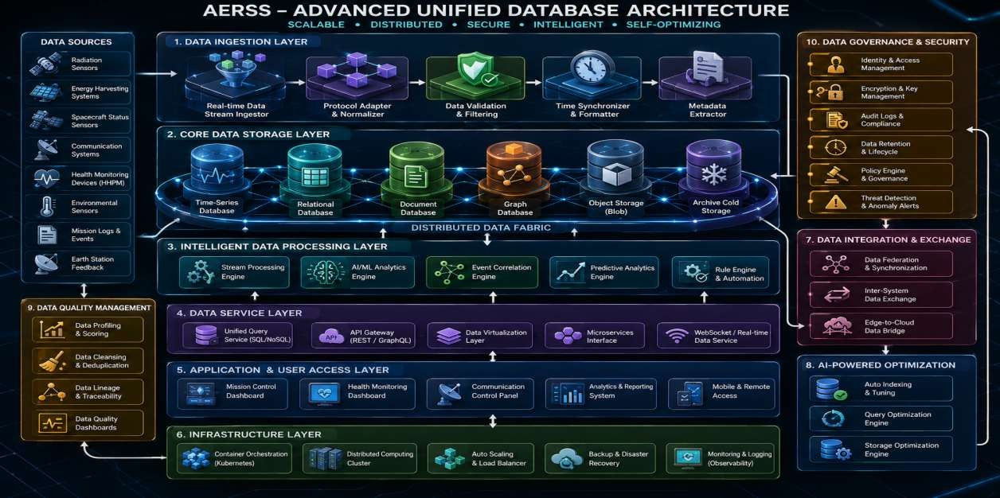 AERSS – ADVANCED UNIFIED DATABASE ARCHITECTURE
SCALABLE • DISTRIBUTED • SECURE • INTELLIGENT • SELF-OPTIMIZING
DATA SOURCES
Radiation
Sensors
Energy Harvesting
Systems
Spacecraft Status
Sensors
Communication
Systems
Health Monitoring
Devices (HHPM)
Environmental
Sensors
Mission Logs &
Events
Earth Station
Feedback
1. DATA INGESTION LAYER
Real-time Data
Stream Ingestor
Protocol Adapter
& Normalizer
Data Validation
& Filtering
Time Synchronizer
& Formatter
Metadata
Extractor
2. CORE DATA STORAGE LAYER
Time-Series
Database
Relational
Database
Document
Database
Graph
Database
Object Storage
(Blob)
Archive Cold
Storage
DISTRIBUTED DATA FABRIC
3. INTELLIGENT DATA PROCESSING LAYER
Stream Processing
Engine
AI/ML Analytics
Engine
Event Correlation
Engine
Predictive Analytics
Engine
Rule Engine
& Automation
4. DATA SERVICE LAYER
Unified Query
Service (SQL/NoSQL)
API
API Gateway
(REST / GraphQL)
Data Virtualization
Layer
Microservices
Interface
WebSocket / Real-time
Data Service
5. APPLICATION & USER ACCESS LAYER
Mission Control
Dashboard
Health Monitoring
Dashboard
Communication
Control Panel
Analytics & Reporting
System
Mobile & Remote
Access
6. INFRASTRUCTURE LAYER
Container Orchestration
(Kubernetes)
Distributed Computing
Cluster
Auto Scaling
& Load Balancer
Backup & Disaster
Recovery
Monitoring & Logging
(Observability)
9. DATA QUALITY MANAGEMENT
Data Profiling
& Scoring
Data Cleansing
& Deduplication
Data Lineage
& Traceability
Data Quality
Dashboards
10. DATA GOVERNANCE & SECURITY
Identity & Access
Management
Encryption & Key
Management
Audit Logs &
Compliance
Data Retention
& Lifecycle
Policy Engine
& Governance
Threat Detection
& Anomaly Alerts
7. DATA INTEGRATION & EXCHANGE
Data Federation
& Synchronization
Inter-System
Data Exchange
Edge-to-Cloud
Data Bridge
8. AI-POWERED OPTIMIZATION
Auto Indexing
& Tuning
Query Optimization
Engine
Storage Optimization
Engine